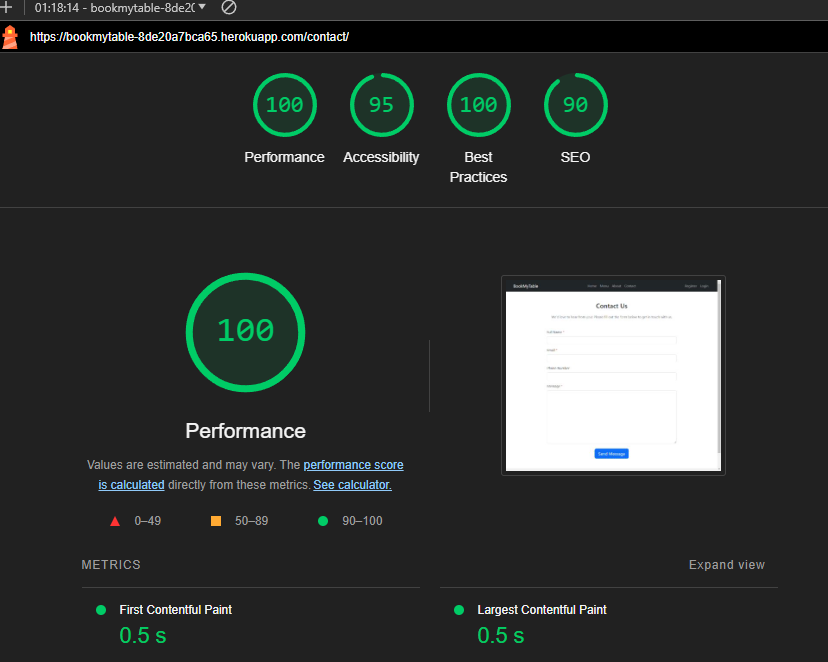 01:18:14 - bookmytable-8de20
https://bookmytable-8de20a7bca65.herokuapp.com/contact/
100 95 100 90
Performance Accessibility Best Practices SEO
100
Performance
Values are estimated and may vary. The performance score
is calculated directly from these metrics. See calculator.
0–49 50–89 90–100
BookMyTable Home Menu About Contact Register Login
Contact Us
Full Name *
Email *
Phone Number
Message *
Send Message
METRICS Expand view
First Contentful Paint
0.5 s
Largest Contentful Paint
0.5 s